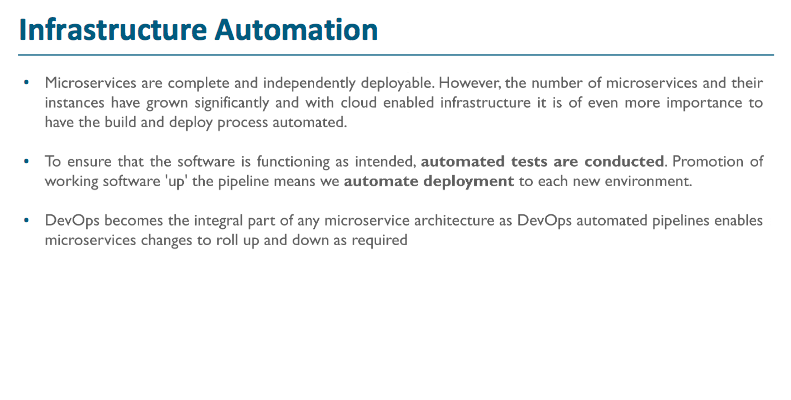 Infrastructure Automation
• Microservices are complete and independently deployable. However, the number of microservices and their
instances have grown significantly and with cloud enabled infrastructure it is of even more importance to
have the build and deploy process automated.
• To ensure that the software is functioning as intended, automated tests are conducted. Promotion of
working software 'up' the pipeline means we automate deployment to each new environment.
• DevOps becomes the integral part of any microservice architecture as DevOps automated pipelines enables
microservices changes to roll up and down as required